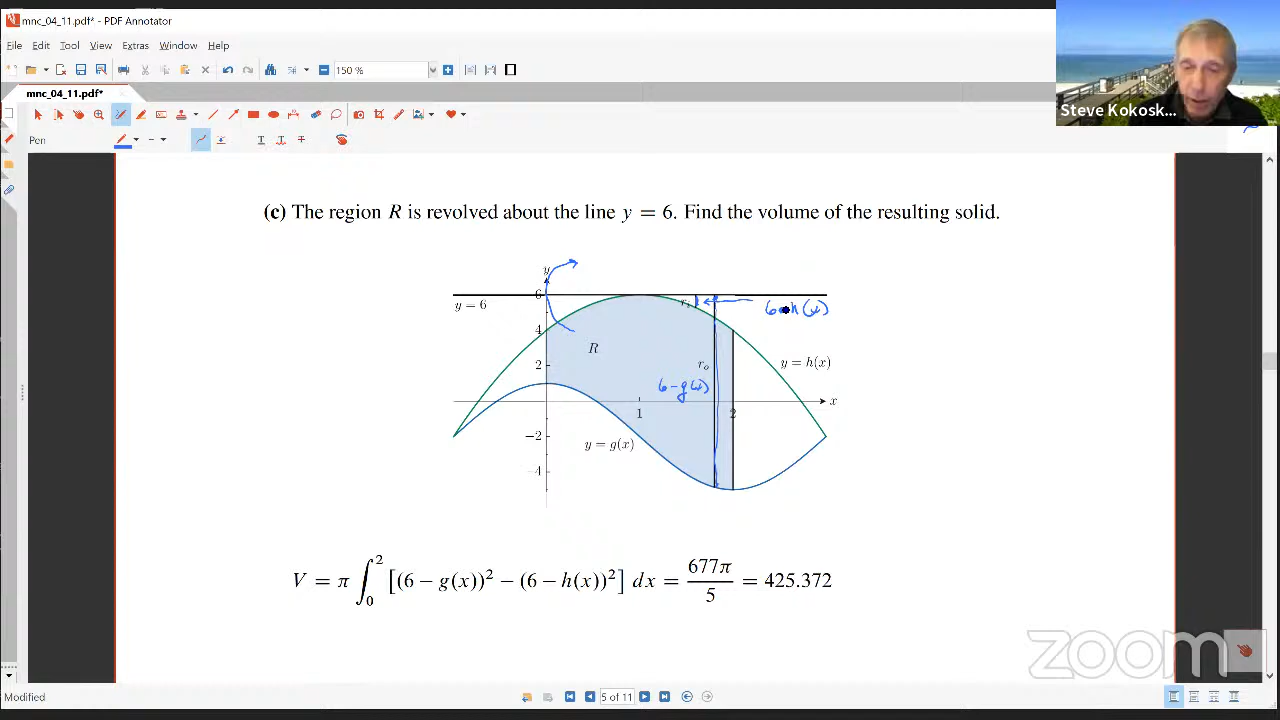 mnc_04_11.pdf* - PDF Annotator
File Edit Tool View Extras Window Help
150 %
mnc_04_11.pdf*
Pen
Steve Kokosk...
(c) The region R is revolved about the line y = 6. Find the volume of the resulting solid.
y
6
y = 6
r_i
6-h(x)
4
R
2
r_o
y = h(x)
6-g(x)
1
2
x
−2
y = g(x)
−4
V = π ∫_0^2 [(6 − g(x))² − (6 − h(x))²] dx = 677π/5 = 425.372
zoom
Modified
5 of 11